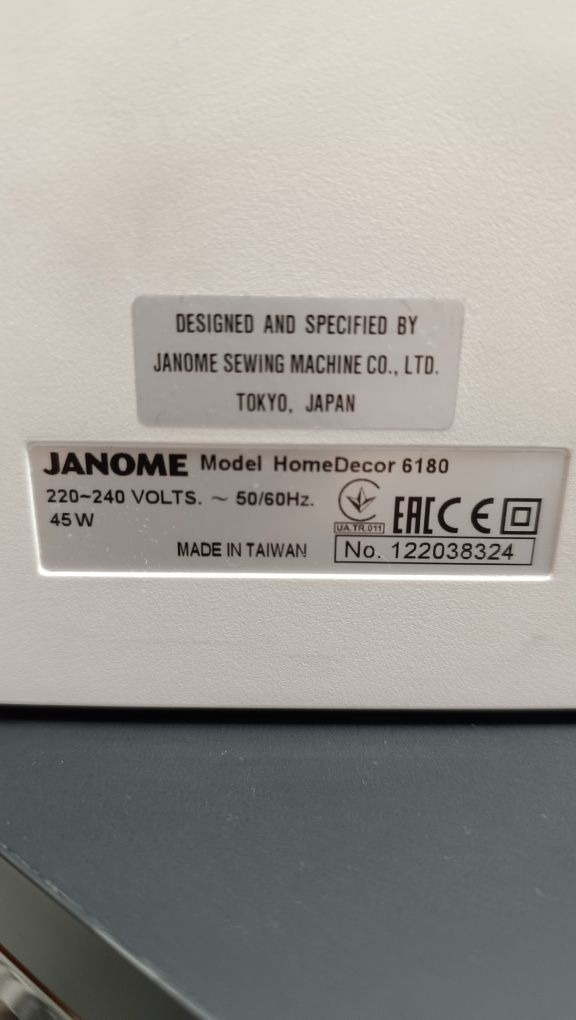 DESIGNED AND SPECIFIED BY
JANOME SEWING MACHINE CO., LTD.
TOKYO, JAPAN
JANOME Model HomeDecor 6180
220~240 VOLTS. ~ 50/60Hz.
45W
UA.TR.011
EAC CE
MADE IN TAIWAN
No. 122038324